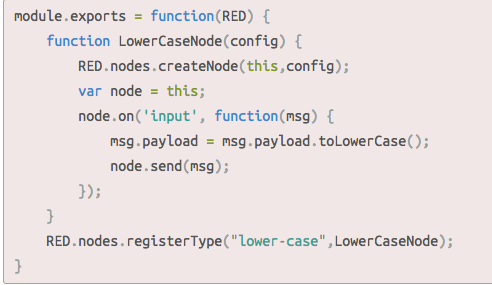 module.exports = function(RED) {
    function LowerCaseNode(config) {
        RED.nodes.createNode(this,config);
        var node = this;
        node.on('input', function(msg) {
            msg.payload = msg.payload.toLowerCase();
            node.send(msg);
        });
    }
    RED.nodes.registerType("lower-case",LowerCaseNode);
}